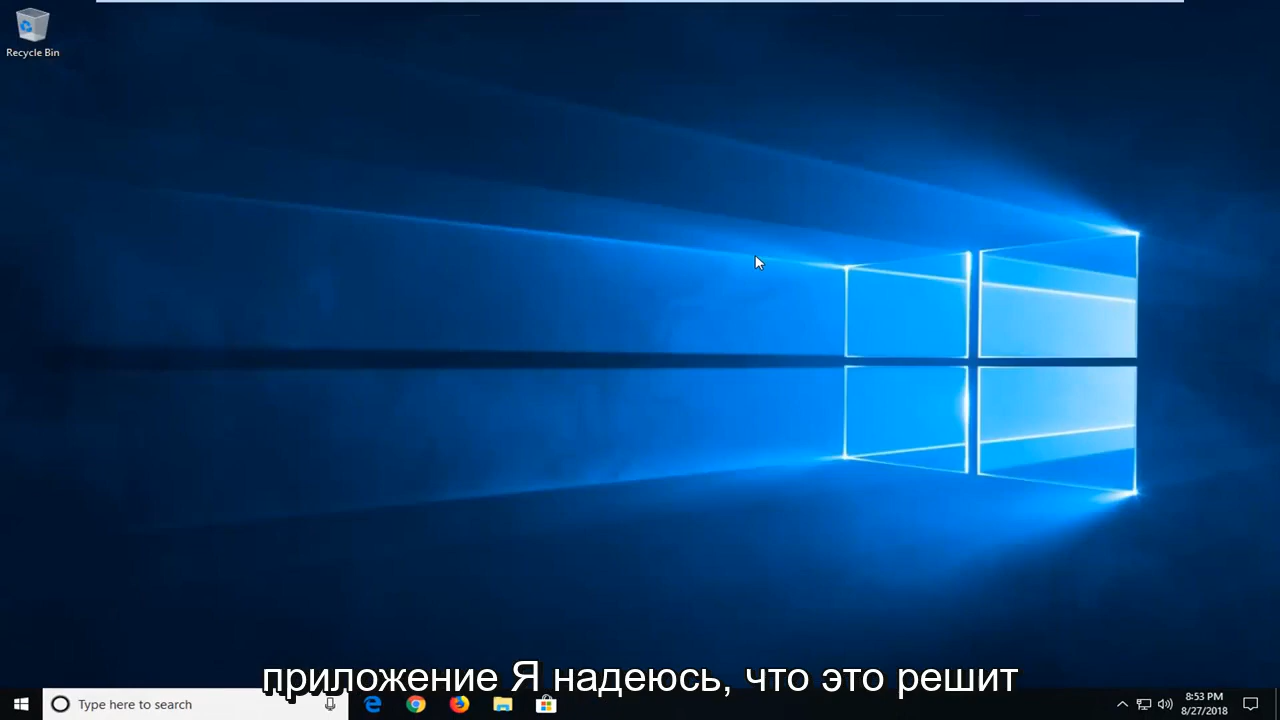 Recycle Bin
приложение Я надеюсь, что это решит
Type here to search
8:53 PM
8/27/2018